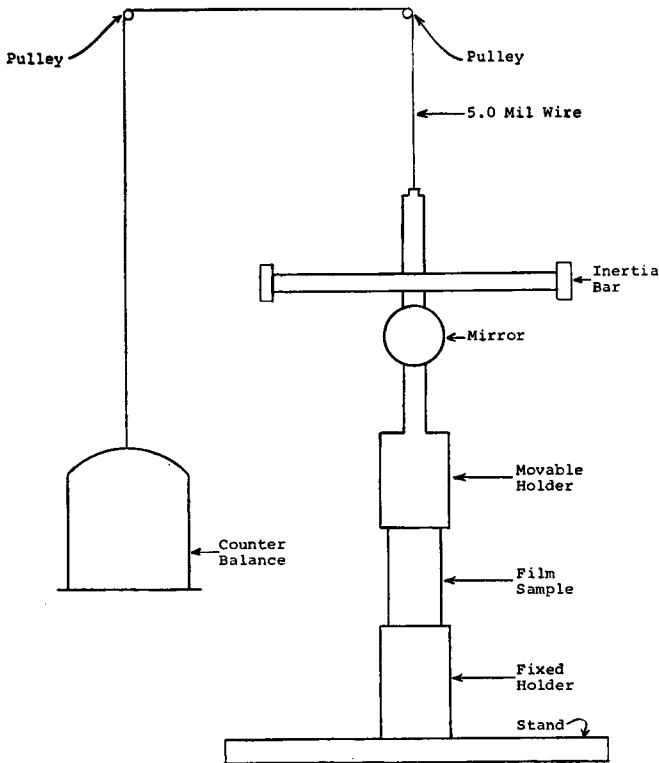 Pulley
Pulley
5.0 Mil Wire
Inertia
Bar
Mirror
Movable
Holder
Counter
Balance
Film
Sample
Fixed
Holder
Stand